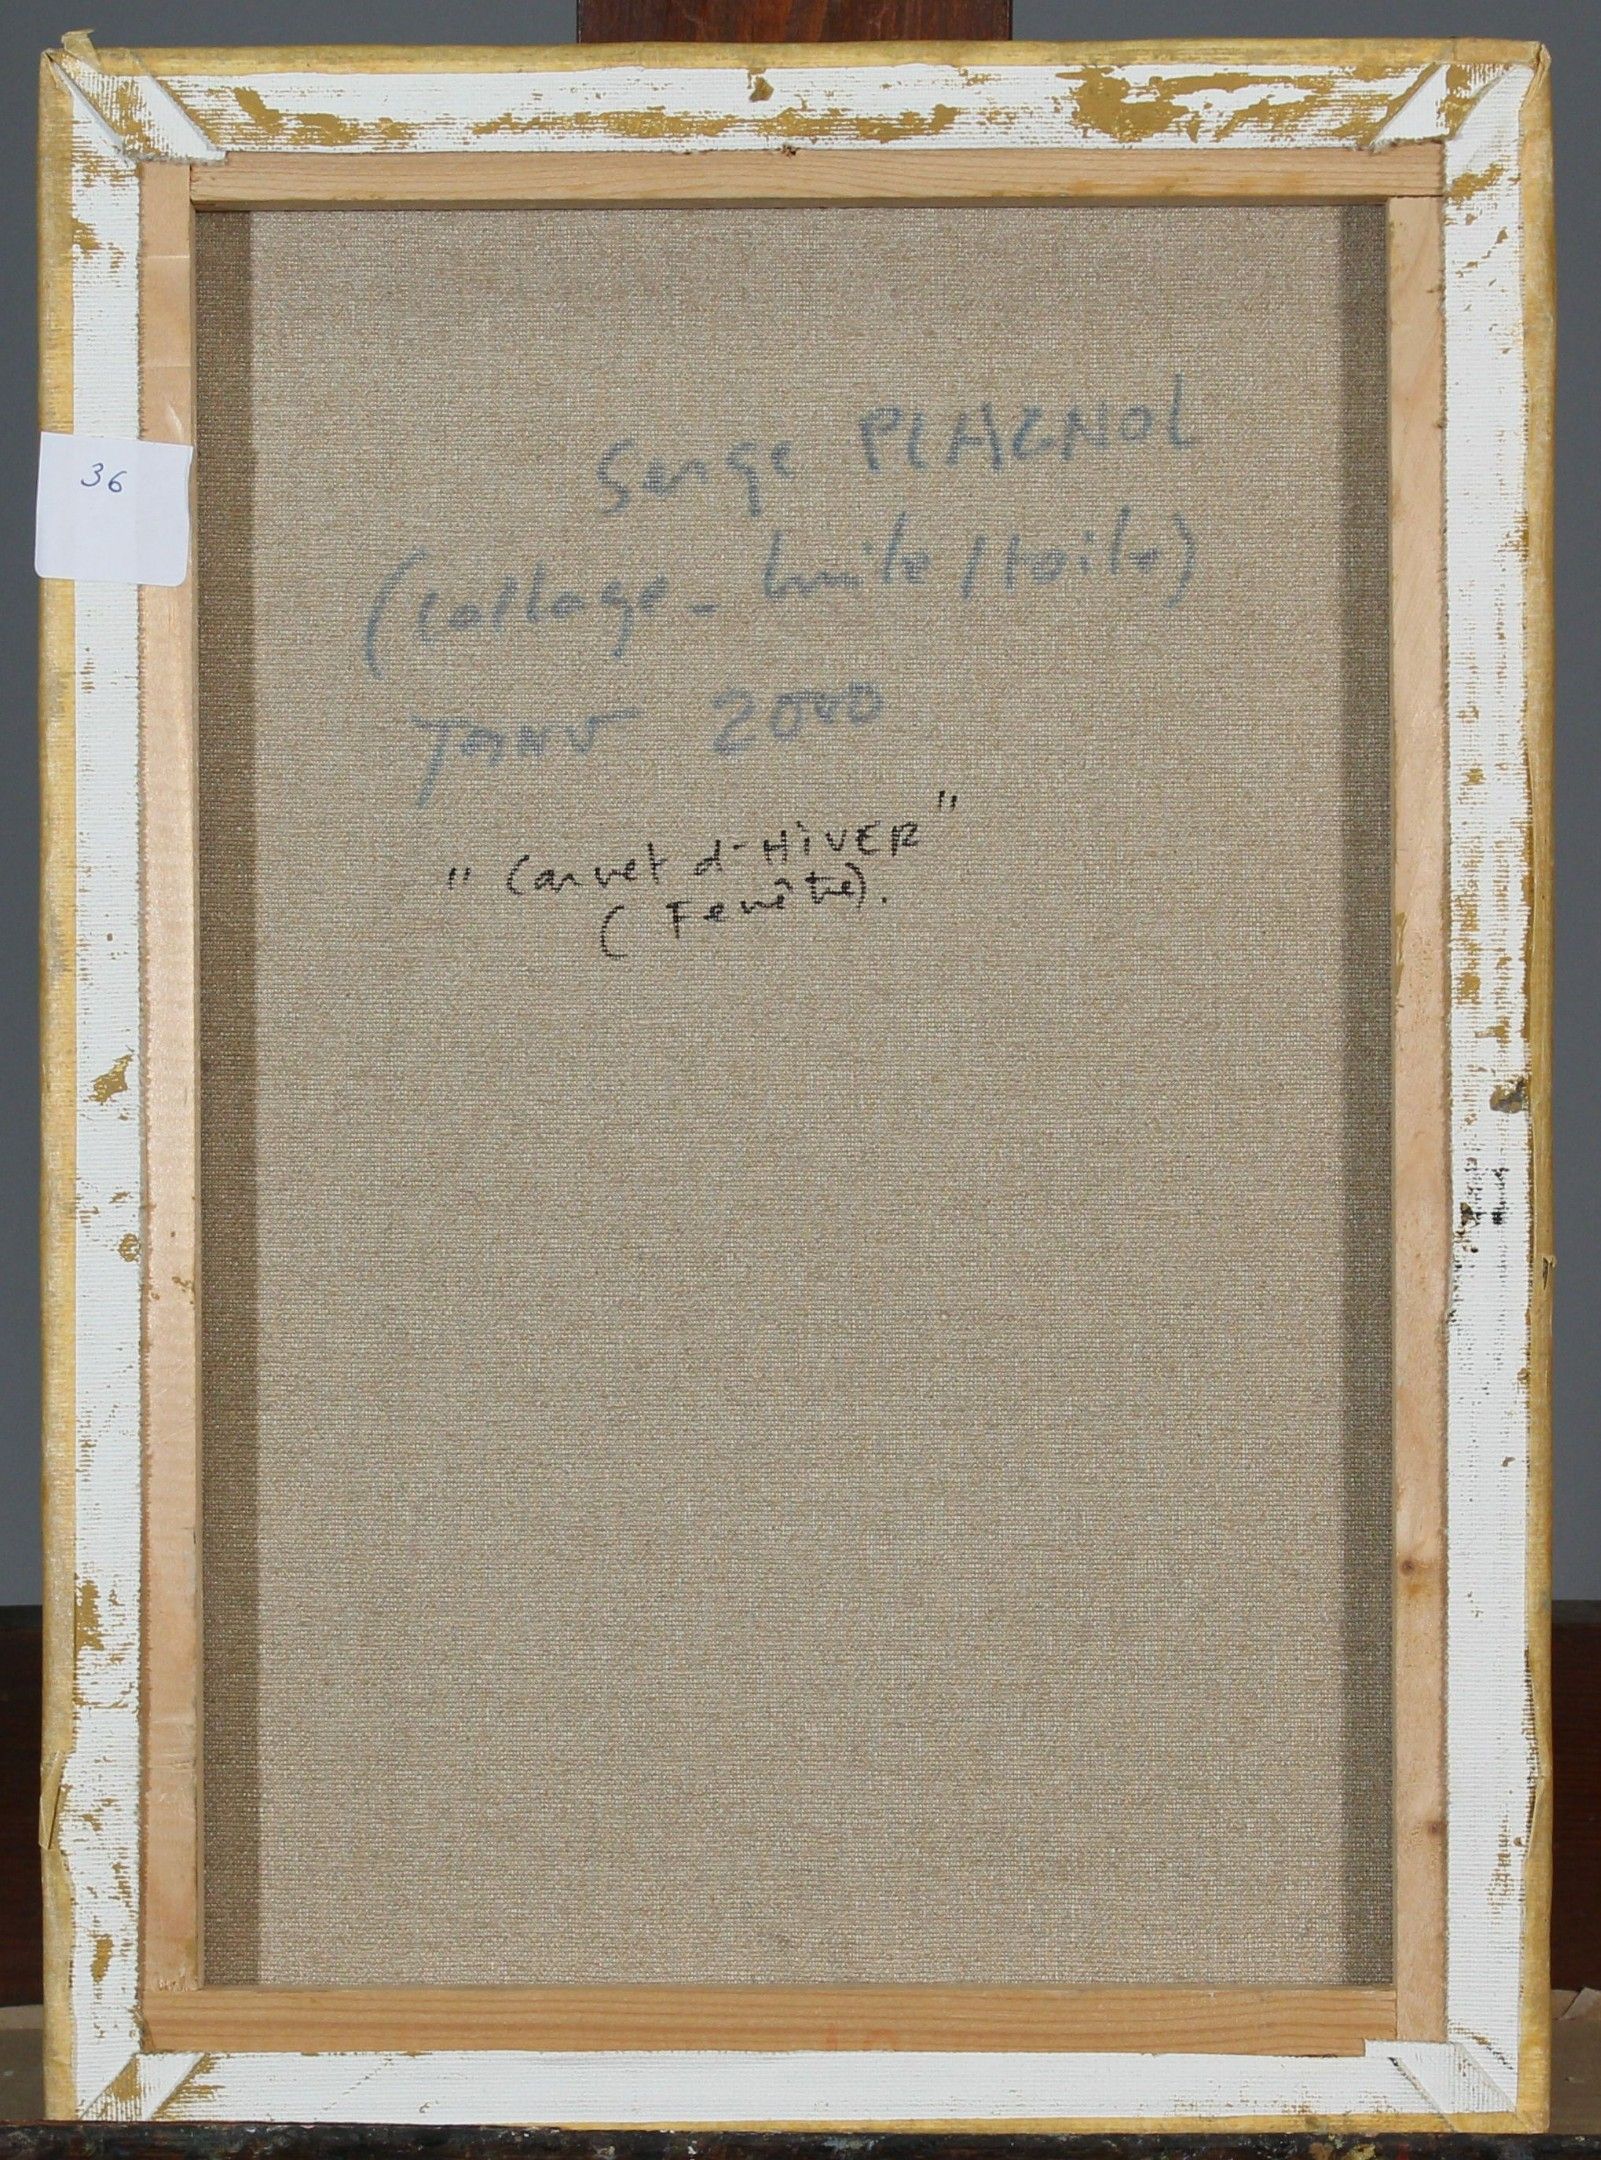 36
Serge PLAGNOL
(collage - huile / toile)
2000
" Carnet d'HiVER "
( Fenêtre).